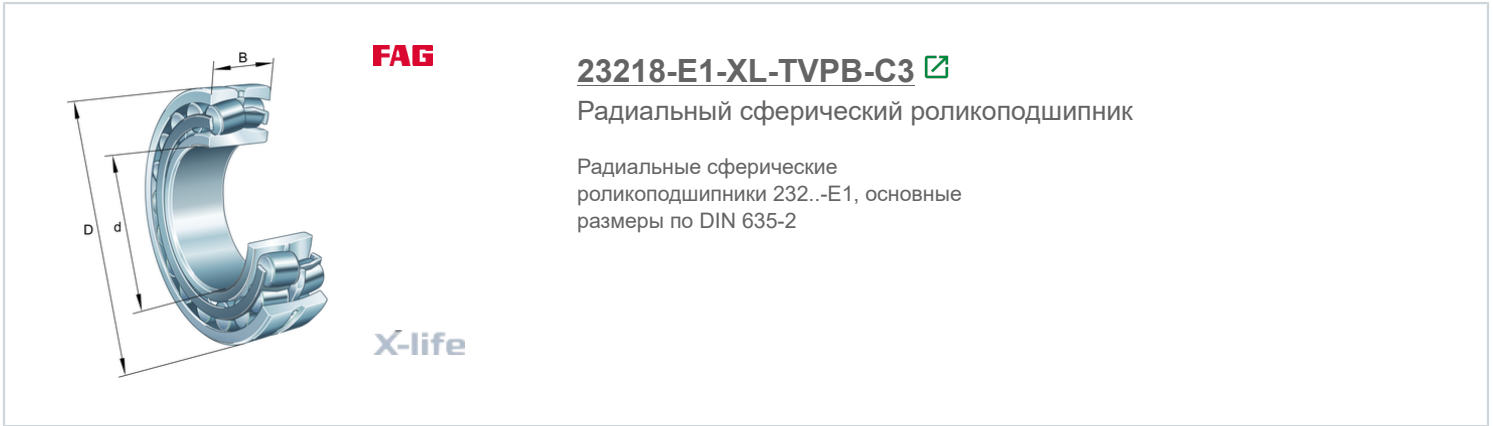 FAG
B
D
d
X-life
23218-E1-XL-TVPB-C3
Радиальный сферический роликоподшипник
Радиальные сферические
роликоподшипники 232..-E1, основные
размеры по DIN 635-2